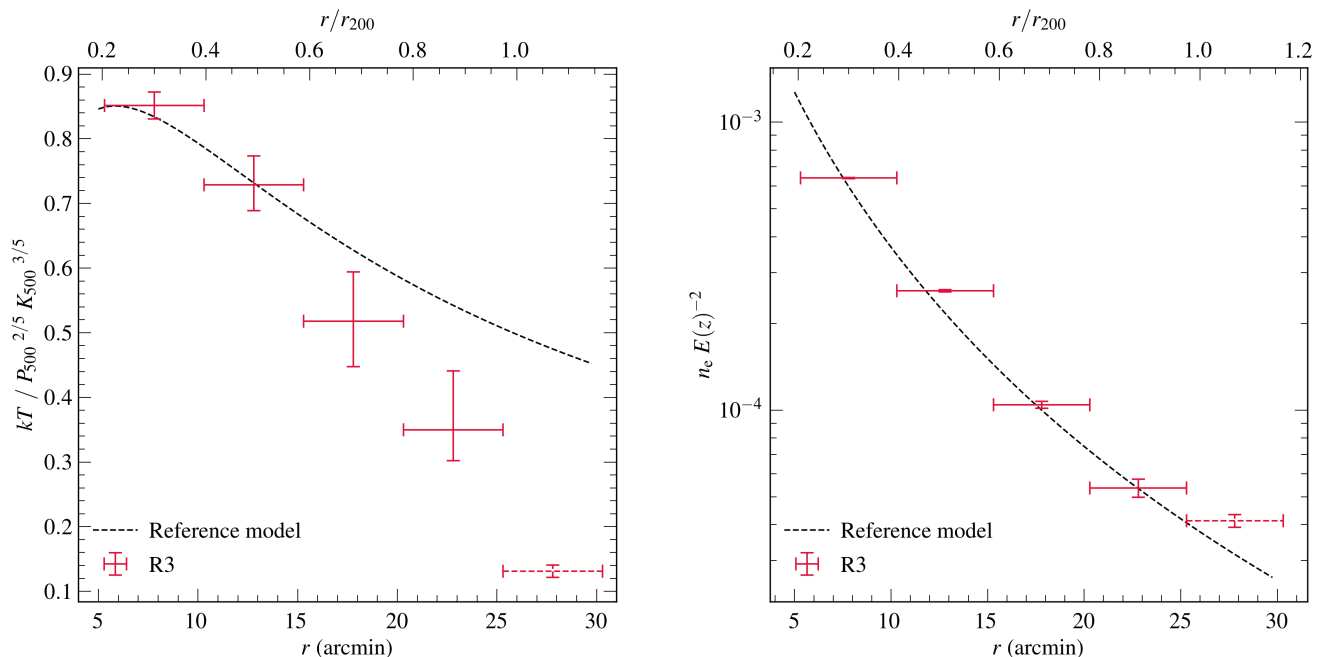 r/r200
0.2 0.4 0.6 0.8 1.0
0.9
0.8
0.7
0.6
0.5
0.4
0.3
0.2
0.1
kT / P500 2/5 K500 3/5
Reference model
R3
5 10 15 20 25 30
r (arcmin)
r/r200
0.2 0.4 0.6 0.8 1.0 1.2
10−3
10−4
ne E(z)−2
Reference model
R3
5 10 15 20 25 30
r (arcmin)